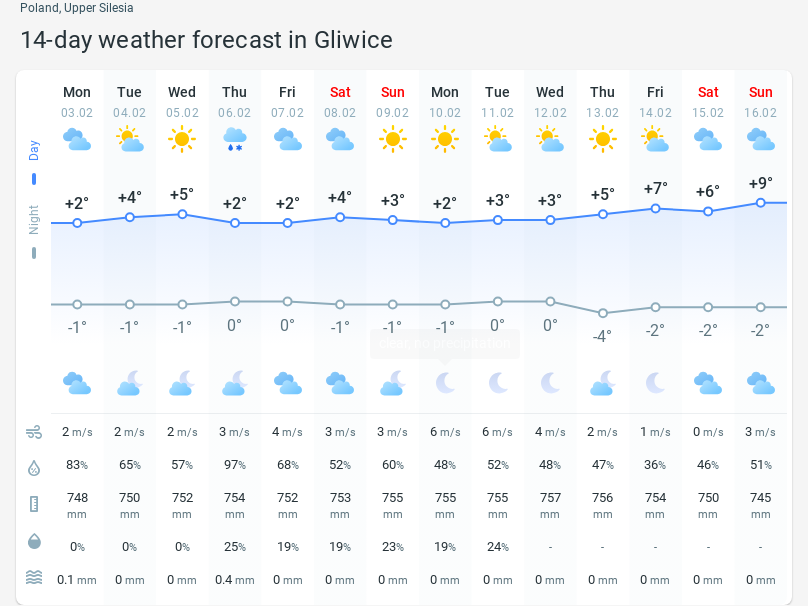 Poland, Upper Silesia
14-day weather forecast in Gliwice
Mon Tue Wed Thu Fri Sat Sun Mon Tue Wed Thu Fri Sat Sun
03.02 04.02 05.02 06.02 07.02 08.02 09.02 10.02 11.02 12.02 13.02 14.02 15.02 16.02
Day
+2° +4° +5° +2° +2° +4° +3° +2° +3° +3° +5° +7° +6° +9°
Night
-1° -1° -1° 0° 0° -1° -1° -1° 0° 0° -4° -2° -2° -2°
clear, no precipitation
2 m/s 2 m/s 2 m/s 3 m/s 4 m/s 3 m/s 3 m/s 6 m/s 6 m/s 4 m/s 2 m/s 1 m/s 0 m/s 3 m/s
83% 65% 57% 97% 68% 52% 60% 48% 52% 48% 47% 36% 46% 51%
748 750 752 754 752 753 755 755 755 757 756 754 750 745
mm mm mm mm mm mm mm mm mm mm mm mm mm mm
0% 0% 0% 25% 19% 19% 23% 19% 24% - - - - -
0.1 mm 0 mm 0 mm 0.4 mm 0 mm 0 mm 0 mm 0 mm 0 mm 0 mm 0 mm 0 mm 0 mm 0 mm